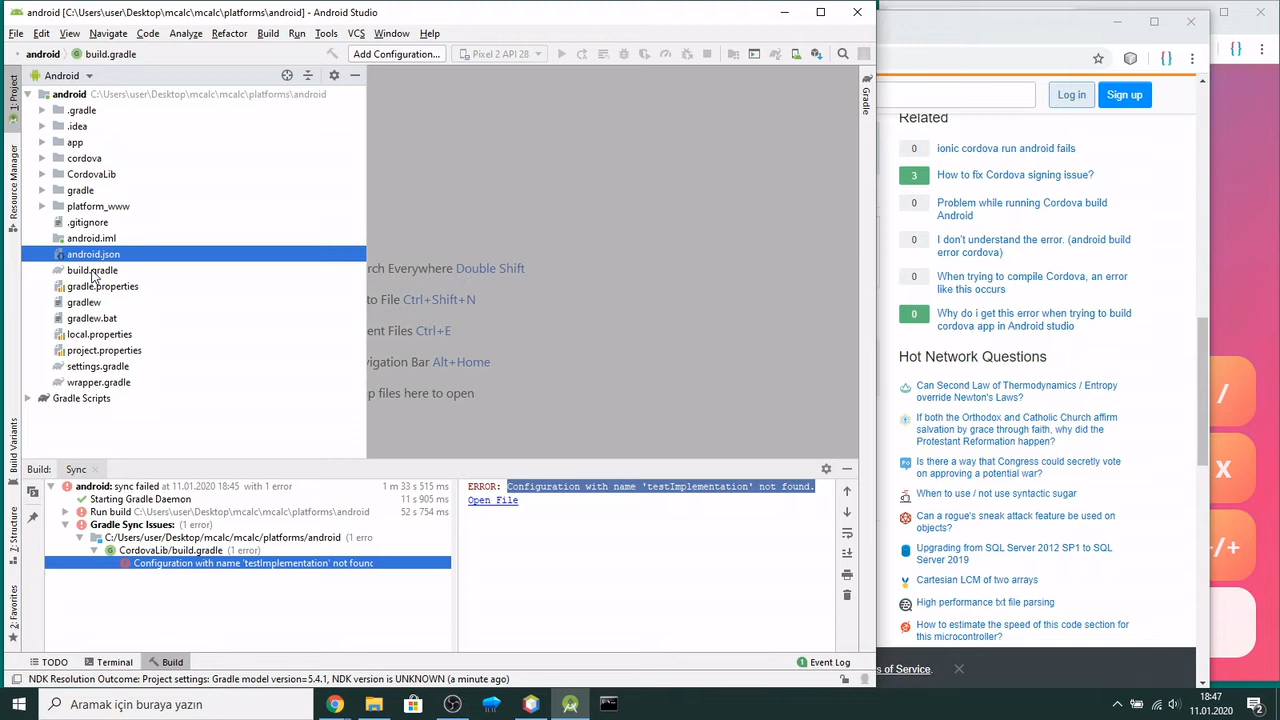 android [C:\Users\user\Desktop\mcalc\platforms\android] - Android Studio
File Edit View Navigate Code Analyze Refactor Build Run Tools VCS Window Help
android build.gradle Add Configuration... Pixel 2 API 28
Android
1: Project
Resource Manager
Build Variants
Z: Structure
2: Favorites
Gradle
android C:\Users\user\Desktop\mcalc\mcalc\platforms\android
.gradle
.idea
app
cordova
CordovaLib
gradle
platform_www
.gitignore
android.iml
android.json
build.gradle
gradle.properties
gradlew
gradlew.bat
local.properties
project.properties
settings.gradle
wrapper.gradle
Gradle Scripts
rch Everywhere Double Shift
to File Ctrl+Shift+N
ent Files Ctrl+E
vigation Bar Alt+Home
p files here to open
Build: Sync
android: sync failed at 11.01.2020 18:45 with 1 error 1 m 33 s 515 ms
Starting Gradle Daemon 11 s 905 ms
Run build C:/Users/user/Desktop/mcalc/mcalc/platforms/android 52 s 754 ms
Gradle Sync Issues: (1 error)
C:/Users/user/Desktop/mcalc/mcalc/platforms/android (1 erro
CordovaLib/build.gradle (1 error)
Configuration with name 'testImplementation' not found
ERROR: Configuration with name 'testImplementation' not found.
Open File
TODO Terminal Build 1 Event Log
NDK Resolution Outcome: Project settings: Gradle model version=5.4.1, NDK version is UNKNOWN (a minute ago)
Log in Sign up
Related
0 ionic cordova run android fails
3 How to fix Cordova signing issue?
0 Problem while running Cordova build
Android
0 I don't understand the error. (android build
error cordova)
0 When trying to compile Cordova, an error
like this occurs
0 Why do i get this error when trying to build
cordova app in Android studio
Hot Network Questions
Can Second Law of Thermodynamics / Entropy
override Newton's Laws?
If both the Orthodox and Catholic Church affirm
salvation by grace through faith, why did the
Protestant Reformation happen?
Is there a way that Congress could secretly vote
on approving a potential war?
When to use / not use syntactic sugar
Can a rogue's sneak attack feature be used on
objects?
Upgrading from SQL Server 2012 SP1 to SQL
Server 2019
Cartesian LCM of two arrays
High performance txt file parsing
How to estimate the speed of this code section for
this microcontroller?
s of Service.
/
X
/+
Aramak için buraya yazın
18:47
11.01.2020
2